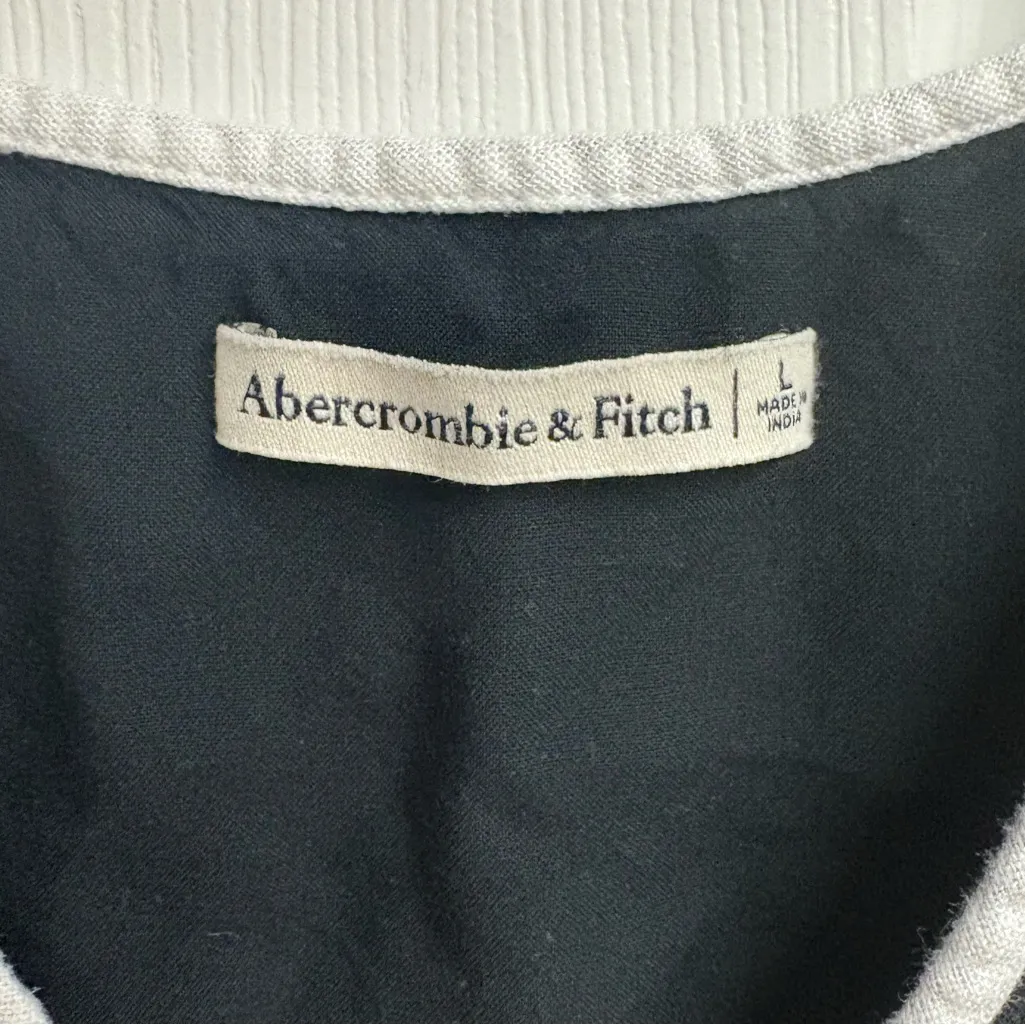 Abercrombie & Fitch
L
MADE IN
INDIA